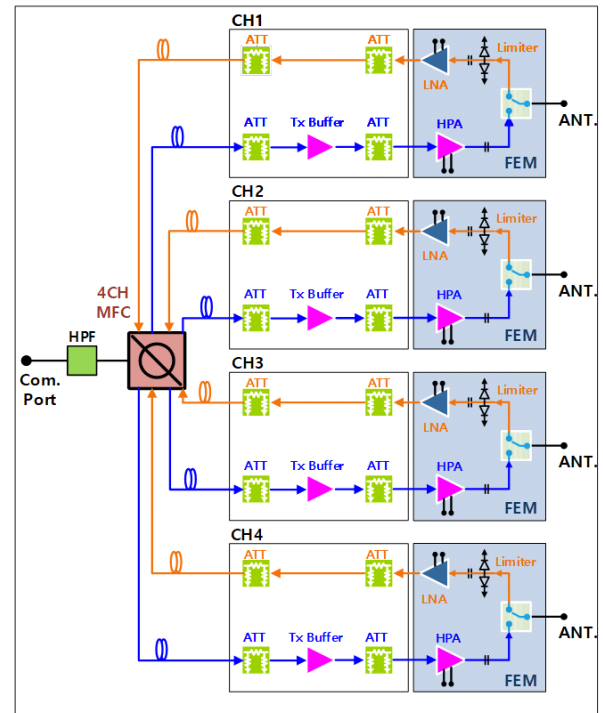 CH1
ATT
ATT
LNA
Limiter
ATT
Tx Buffer
ATT
HPA
FEM
ANT.
CH2
ATT
ATT
LNA
Limiter
ATT
Tx Buffer
ATT
HPA
FEM
ANT.
4CH
MFC
HPF
Com.
Port
CH3
ATT
ATT
LNA
Limiter
ATT
Tx Buffer
ATT
HPA
FEM
ANT.
CH4
ATT
ATT
LNA
Limiter
ATT
Tx Buffer
ATT
HPA
FEM
ANT.